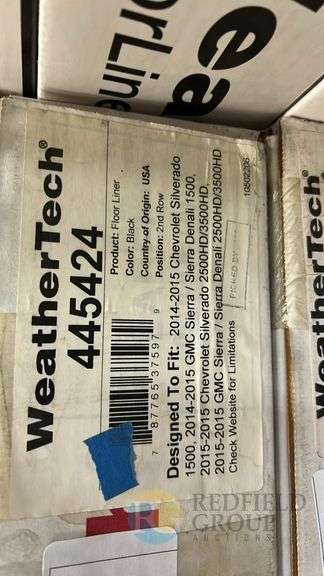 WeatherTech®
445424
Product: Floor Liner
Color: Black
Country of Origin: USA
Position: 2nd Row
7 87765 37597 9
Designed To Fit: 2014-2015 Chevrolet Silverado
1500, 2014-2015 GMC Sierra / Sierra Denali 1500,
2015-2015 Chevrolet Silverado 2500HD/3500HD,
2015-2015 GMC Sierra / Sierra Denali 2500HD/3500HD
Check Website for Limitations
PICKED BY
REDFIELD
GROUP
AUCTIONS